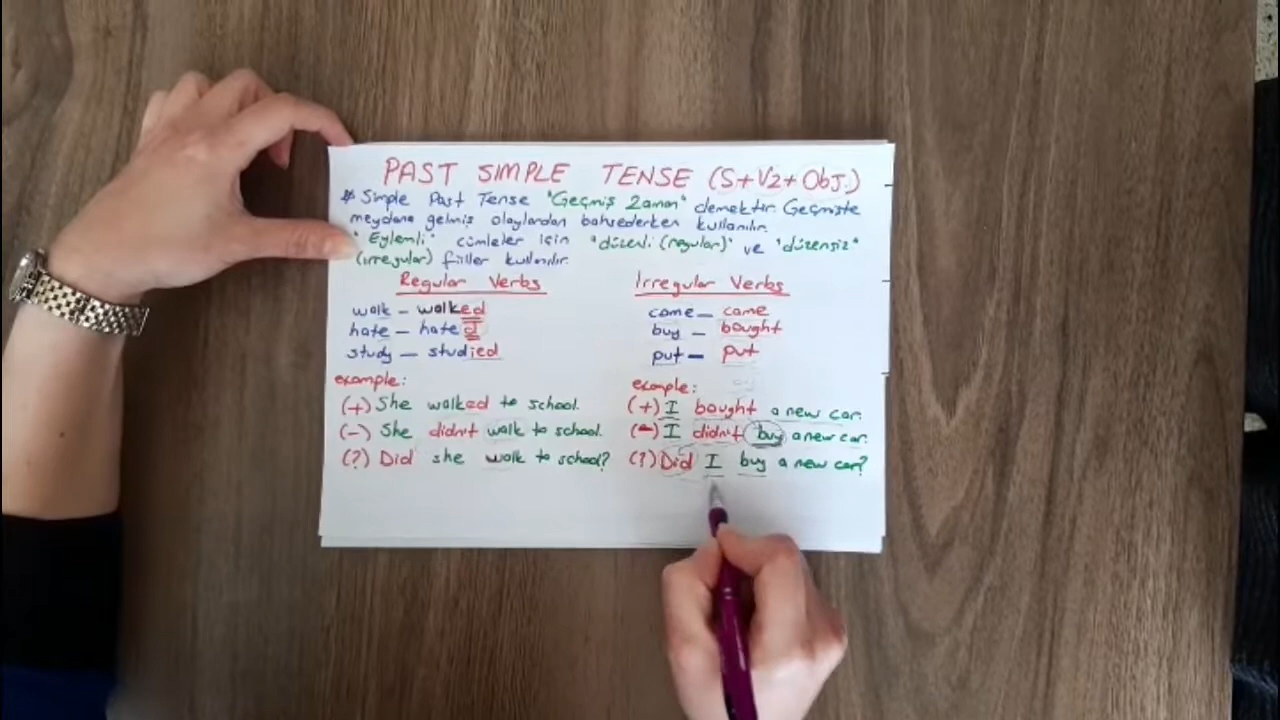 PAST SIMPLE TENSE (S+V2+Obj.)
* Simple Past Tense "Geçmiş Zaman" demektir. Geçmişte
meydana gelmiş olaylardan bahsederken kullanılır.
"Eylemli" cümleler için "düzenli (regular)" ve "düzensiz"
(irregular) fiiller kullanılır.
Regular Verbs
walk – walked
hate – hated
study – studied
example:
(+) She walked to school.
(-) She didn't walk to school.
(?) Did she walk to school?
Irregular Verbs
come – came
buy – bought
put – put
example:
(+) I bought a new car.
(-) I didn't buy a new car.
(?) Did I buy a new car?